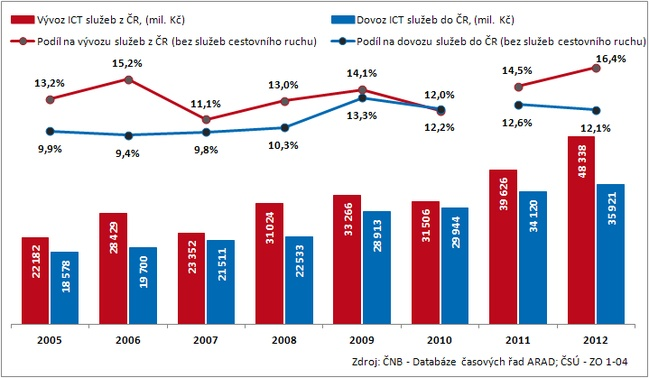 Vývoz ICT služeb z ČR, (mil. Kč) Dovoz ICT služeb do ČR, (mil. Kč)
Podíl na vývozu služeb z ČR (bez služeb cestovního ruchu) Podíl na dovozu služeb do ČR (bez služeb cestovního ruchu)
13,2% 15,2% 11,1% 13,0% 14,1% 12,0% 14,5% 16,4%
9,9% 9,4% 9,8% 10,3% 13,3% 12,2% 12,6% 12,1%
22 182 18 578 28 429 19 700 23 352 21 511 31 024 22 533 33 266 28 913 31 506 29 944 39 626 34 120 48 338 35 921
2005 2006 2007 2008 2009 2010 2011 2012
Zdroj: ČNB - Databáze časových řad ARAD; ČSÚ - ZO 1-04